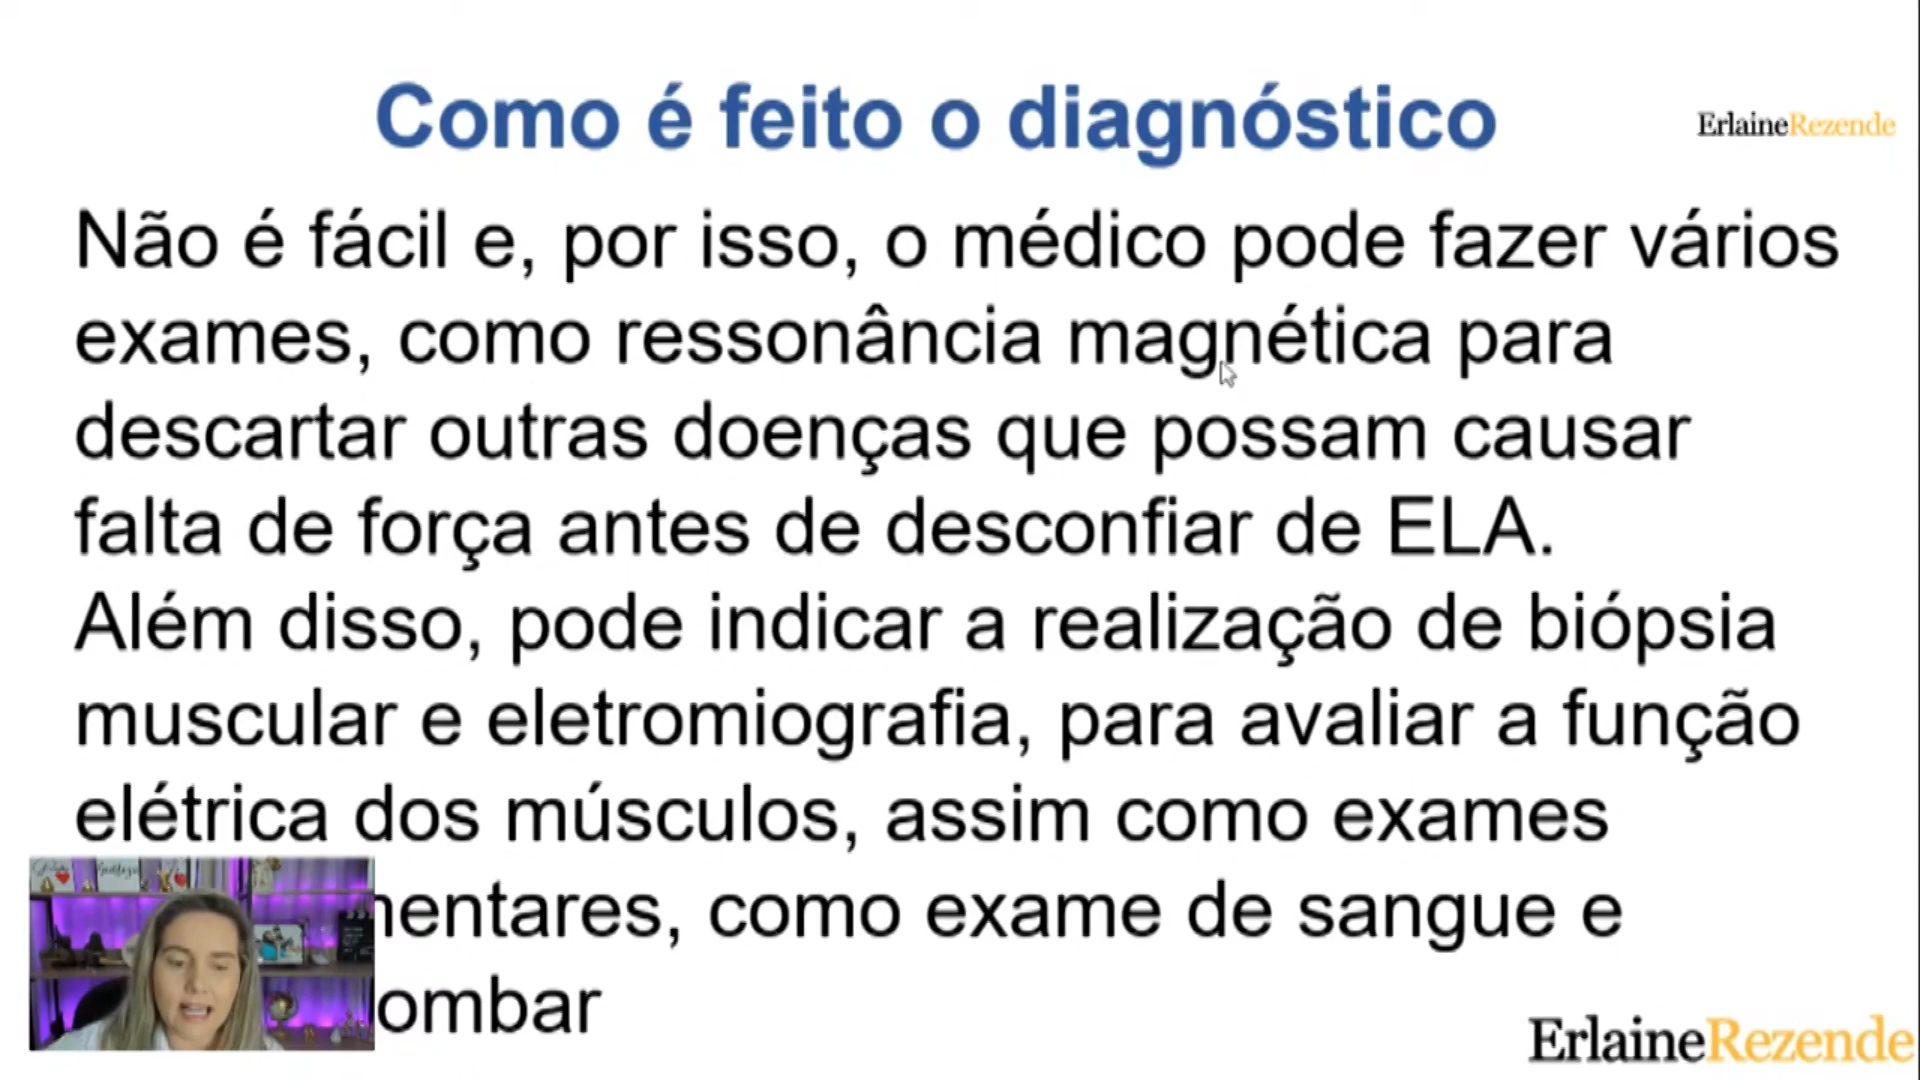 Como é feito o diagnóstico
ErlaineRezende
Não é fácil e, por isso, o médico pode fazer vários
exames, como ressonância magnética para
descartar outras doenças que possam causar
falta de força antes de desconfiar de ELA.
Além disso, pode indicar a realização de biópsia
muscular e eletromiografia, para avaliar a função
elétrica dos músculos, assim como exames
mentares, como exame de sangue e
ombar
ErlaineRezende